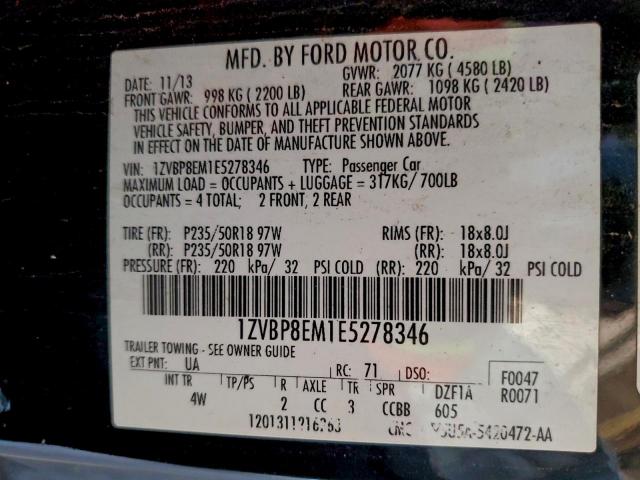 MFD. BY FORD MOTOR CO.
DATE: 11/13 GVWR: 2077 KG ( 4580 LB)
FRONT GAWR: 998 KG ( 2200 LB) REAR GAWR: 1098 KG ( 2420 LB)
THIS VEHICLE CONFORMS TO ALL APPLICABLE FEDERAL MOTOR
VEHICLE SAFETY, BUMPER, AND THEFT PREVENTION STANDARDS
IN EFFECT ON THE DATE OF MANUFACTURE SHOWN ABOVE.
VIN: 1ZVBP8EM1E5278346 TYPE: Passenger Car
MAXIMUM LOAD = OCCUPANTS + LUGGAGE = 317KG/ 700LB
OCCUPANTS = 4 TOTAL; 2 FRONT, 2 REAR
TIRE (FR): P235/50R18 97W RIMS (FR): 18x8.0J
(RR): P235/50R18 97W (RR): 18x8.0J
PRESSURE (FR): 220 kPa/ 32 PSI COLD (RR): 220 kPa/ 32 PSI COLD
1ZVBP8EM1E5278346
TRAILER TOWING - SEE OWNER GUIDE
EXT PNT: UA RC: 71 DSO: F0047
INT TR TP/PS R AXLE TR SPR DZF1A R0071
4W 2 CC 3 CCBB 605